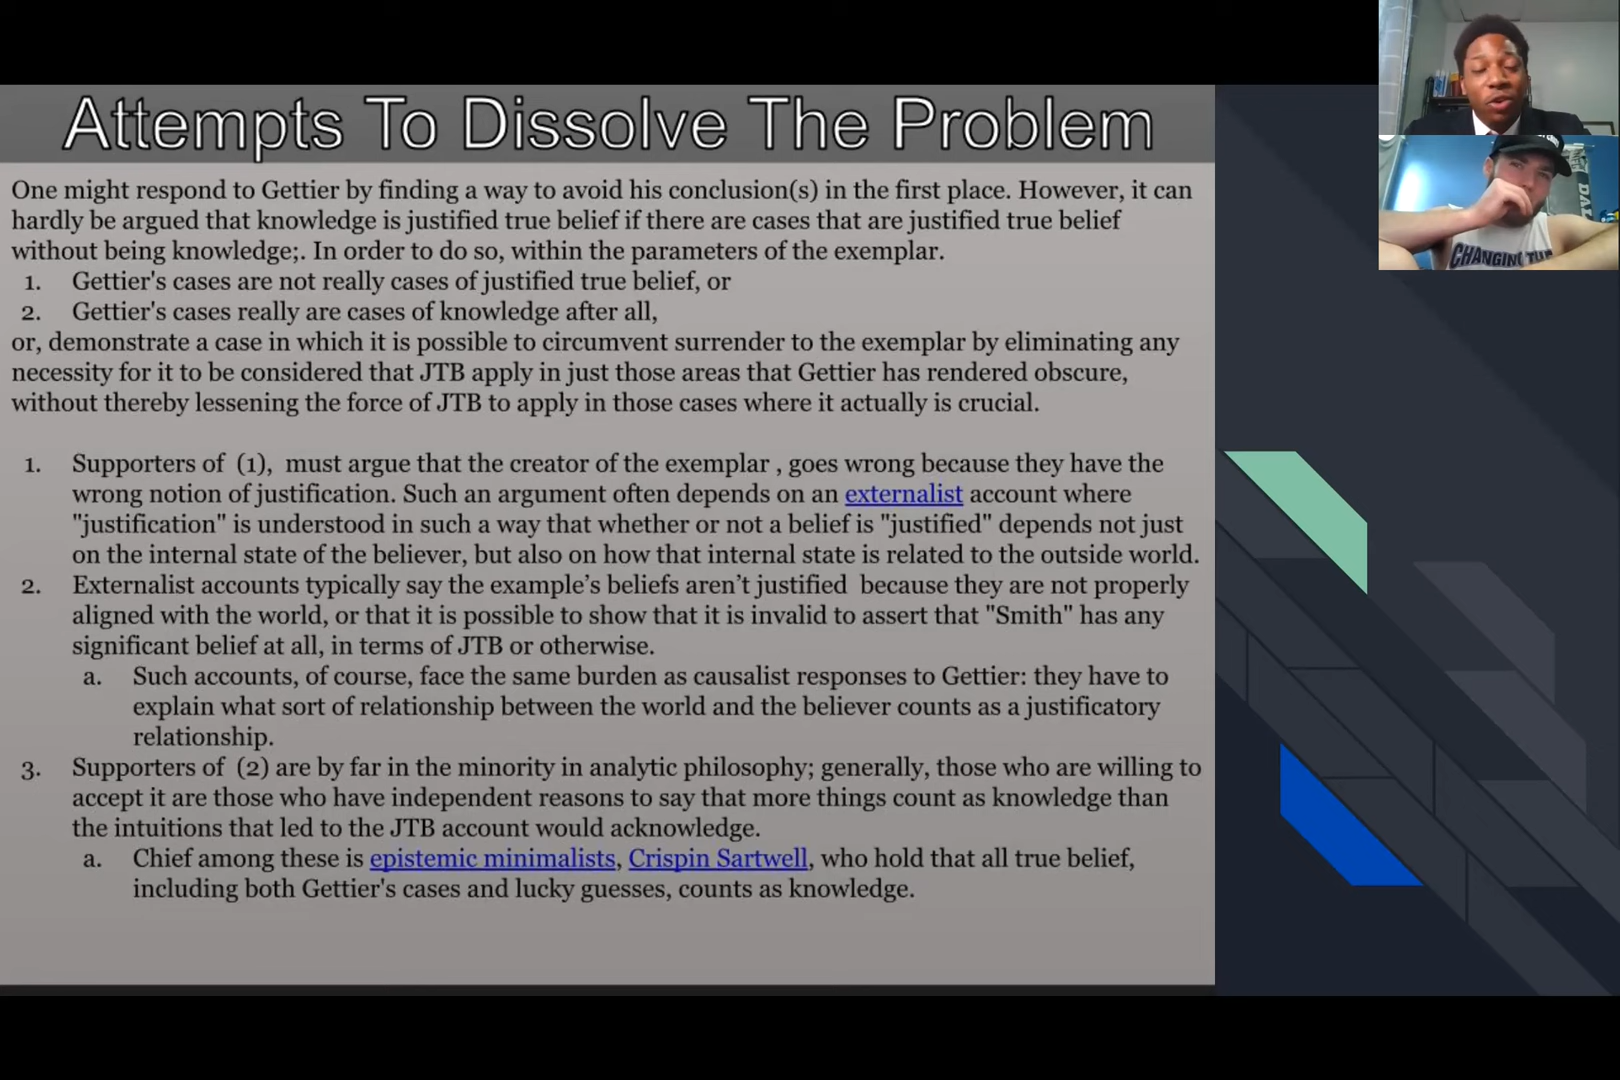 Attempts To Dissolve The Problem
One might respond to Gettier by finding a way to avoid his conclusion(s) in the first place. However, it can
hardly be argued that knowledge is justified true belief if there are cases that are justified true belief
without being knowledge;. In order to do so, within the parameters of the exemplar.
1. Gettier's cases are not really cases of justified true belief, or
2. Gettier's cases really are cases of knowledge after all,
or, demonstrate a case in which it is possible to circumvent surrender to the exemplar by eliminating any
necessity for it to be considered that JTB apply in just those areas that Gettier has rendered obscure,
without thereby lessening the force of JTB to apply in those cases where it actually is crucial.
1. Supporters of (1), must argue that the creator of the exemplar , goes wrong because they have the
wrong notion of justification. Such an argument often depends on an externalist account where
"justification" is understood in such a way that whether or not a belief is "justified" depends not just
on the internal state of the believer, but also on how that internal state is related to the outside world.
2. Externalist accounts typically say the example’s beliefs aren’t justified because they are not properly
aligned with the world, or that it is possible to show that it is invalid to assert that "Smith" has any
significant belief at all, in terms of JTB or otherwise.
a. Such accounts, of course, face the same burden as causalist responses to Gettier: they have to
explain what sort of relationship between the world and the believer counts as a justificatory
relationship.
3. Supporters of (2) are by far in the minority in analytic philosophy; generally, those who are willing to
accept it are those who have independent reasons to say that more things count as knowledge than
the intuitions that led to the JTB account would acknowledge.
a. Chief among these is epistemic minimalists, Crispin Sartwell, who hold that all true belief,
including both Gettier's cases and lucky guesses, counts as knowledge.
CHANGING THE